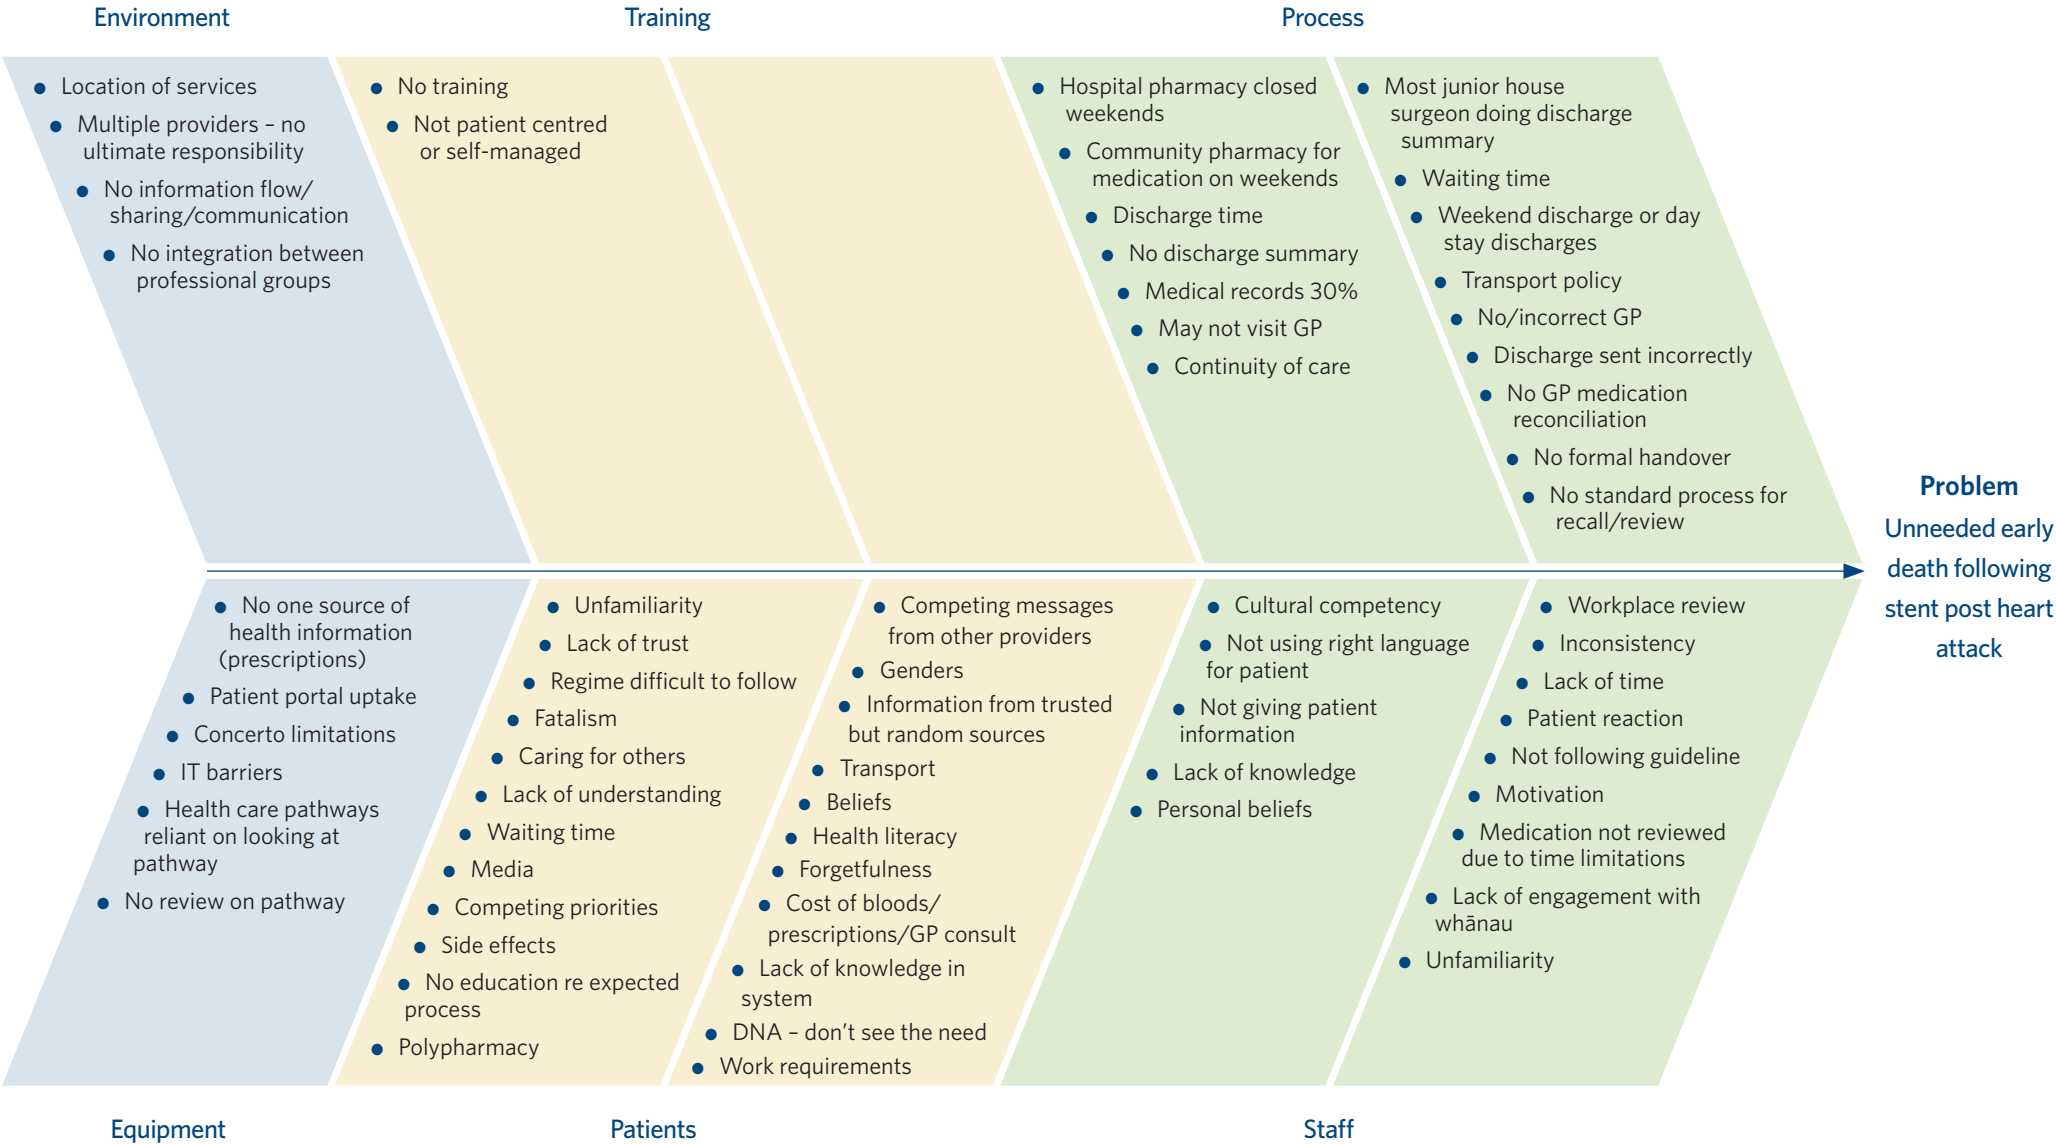 Environment
Training
Process
Location of services
Multiple providers – no
ultimate responsibility
No information flow/
sharing/communication
No integration between
professional groups
No training
Not patient centred
or self-managed
Hospital pharmacy closed
weekends
Community pharmacy for
medication on weekends
Discharge time
No discharge summary
Medical records 30%
May not visit GP
Continuity of care
Most junior house
surgeon doing discharge
summary
Waiting time
Weekend discharge or day
stay discharges
Transport policy
No/incorrect GP
Discharge sent incorrectly
No GP medication
reconciliation
No formal handover
No standard process for
recall/review
Problem
Unneeded early
death following
stent post heart
attack
No one source of
health information
(prescriptions)
Patient portal uptake
Concerto limitations
IT barriers
Health care pathways
reliant on looking at
pathway
No review on pathway
Unfamiliarity
Lack of trust
Regime difficult to follow
Fatalism
Caring for others
Lack of understanding
Waiting time
Media
Competing priorities
Side effects
No education re expected
process
Polypharmacy
Competing messages
from other providers
Genders
Information from trusted
but random sources
Transport
Beliefs
Health literacy
Forgetfulness
Cost of bloods/
prescriptions/GP consult
Lack of knowledge in
system
DNA – don't see the need
Work requirements
Cultural competency
Not using right language
for patient
Not giving patient
information
Lack of knowledge
Personal beliefs
Workplace review
Inconsistency
Lack of time
Patient reaction
Not following guideline
Motivation
Medication not reviewed
due to time limitations
Lack of engagement with
whānau
Unfamiliarity
Equipment
Patients
Staff